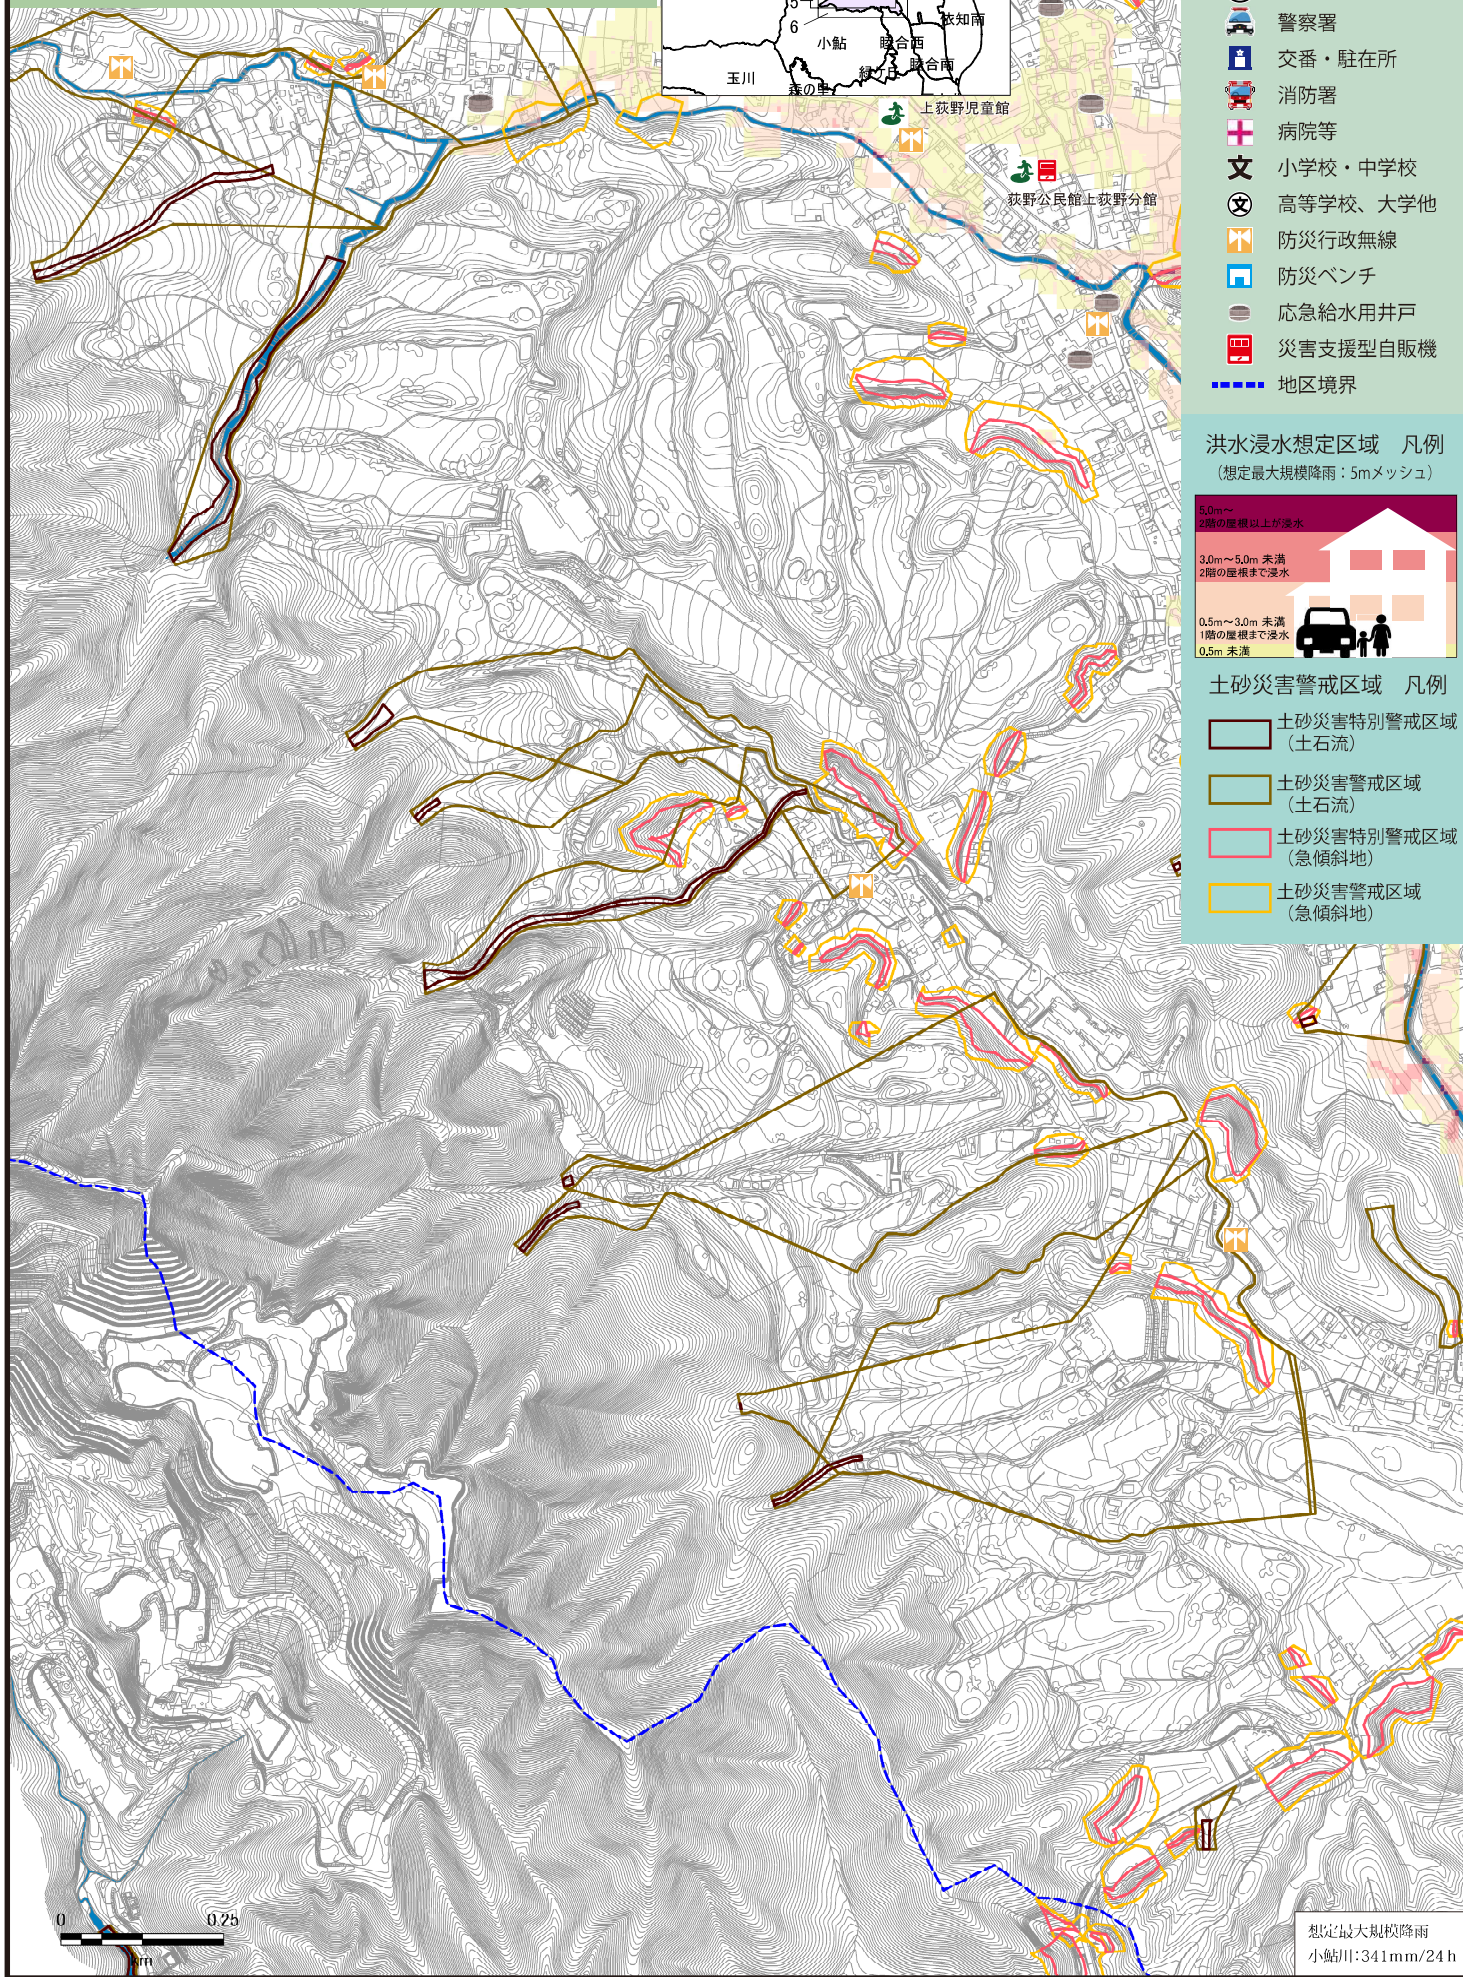 5
6
小鮎
玉川
森の里
緑ケ丘
睦合西
睦合南
依知南
上荻野児童館
荻野公民館上荻野分館
警察署
交番・駐在所
消防署
病院等
小学校・中学校
高等学校、大学他
防災行政無線
防災ベンチ
応急給水用井戸
災害支援型自販機
地区境界
洪水浸水想定区域　凡例
（想定最大規模降雨：5mメッシュ）
5.0m～
2階の屋根以上が浸水
3.0m～5.0m 未満
2階の屋根まで浸水
0.5m～3.0m 未満
1階の屋根まで浸水
0.5m 未満
土砂災害警戒区域　凡例
土砂災害特別警戒区域
（土石流）
土砂災害警戒区域
（土石流）
土砂災害特別警戒区域
（急傾斜地）
土砂災害警戒区域
（急傾斜地）
0 0.25
km
想定最大規模降雨
小鮎川：341mm/24h